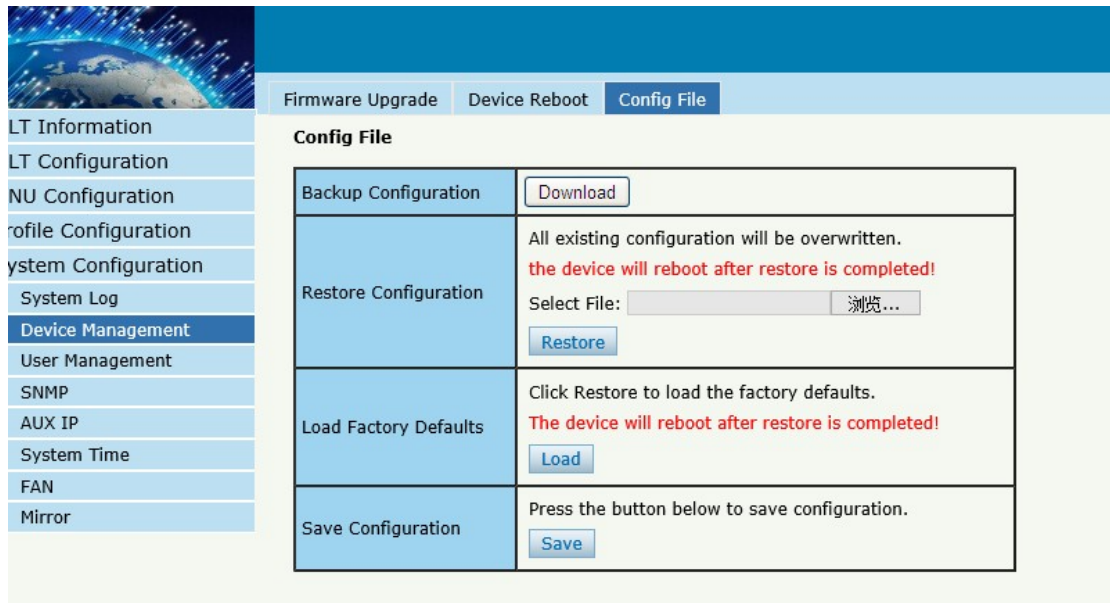 Firmware Upgrade Device Reboot Config File
LT Information
LT Configuration
NU Configuration
rofile Configuration
ystem Configuration
System Log
Device Management
User Management
SNMP
AUX IP
System Time
FAN
Mirror
Config File
Backup Configuration
Download
Restore Configuration
All existing configuration will be overwritten.
the device will reboot after restore is completed!
Select File: 浏览...
Restore
Load Factory Defaults
Click Restore to load the factory defaults.
The device will reboot after restore is completed!
Load
Save Configuration
Press the button below to save configuration.
Save